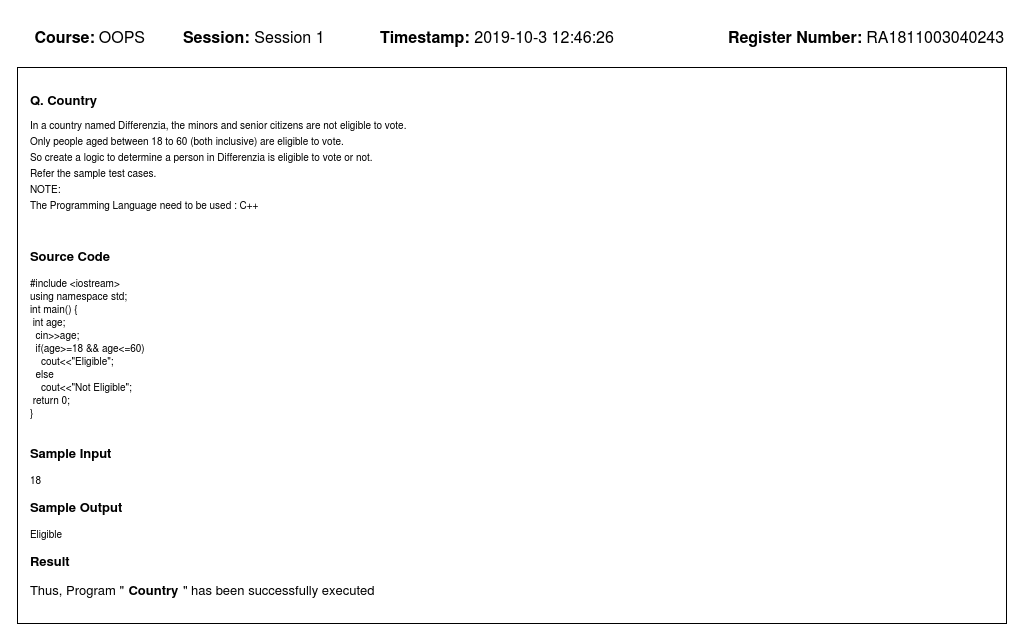 Course: OOPS Session: Session 1 Timestamp: 2019-10-3 12:46:26 Register Number: RA1811003040243
Q. Country
In a country named Differenzia, the minors and senior citizens are not eligible to vote.
Only people aged between 18 to 60 (both inclusive) are eligible to vote.
So create a logic to determine a person in Differenzia is eligible to vote or not.
Refer the sample test cases.
NOTE:
The Programming Language need to be used : C++
Source Code
#include <iostream>
using namespace std;
int main() {
 int age;
  cin>>age;
  if(age>=18 && age<=60)
    cout<<"Eligible";
  else
    cout<<"Not Eligible";
 return 0;
}
Sample Input
18
Sample Output
Eligible
Result
Thus, Program " Country " has been successfully executed